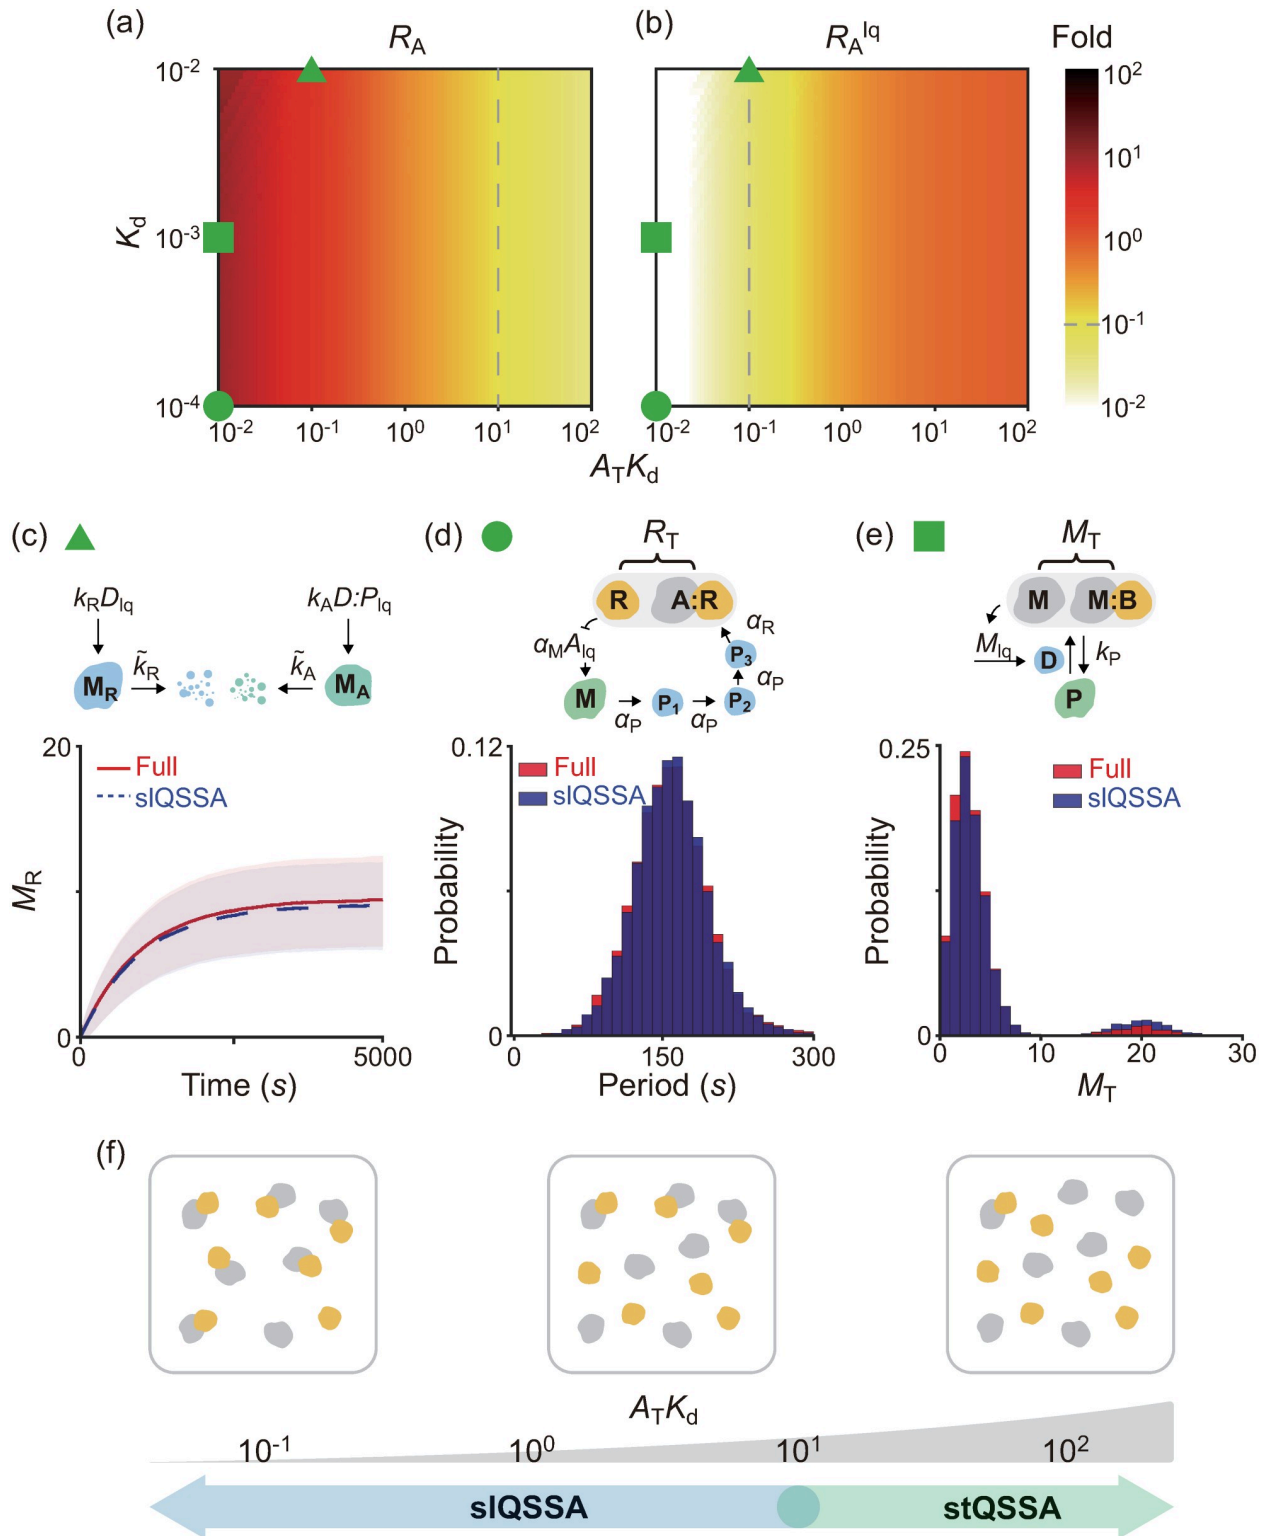 (a)
R_A
(b)
R_A^lq
Fold
K_d
10^-2
10^-3
10^-4
10^-2 10^-1 10^0 10^1 10^2
10^-2 10^-1 10^0 10^1 10^2
A_T K_d
10^2
10^1
10^0
10^-1
10^-2
(c)
k_R D_lq
k_A D:P_lq
M_R k̃_R k̃_A M_A
20
Full
slQSSA
M_R
0
0 5000
Time (s)
(d)
R_T
R A:R
α_M A_lq
α_R
P_3
α_P
M
P_1
P_2
α_P α_P
0.12
Full
slQSSA
Probability
0
0 150 300
Period (s)
(e)
M_T
M M:B
M_lq
D
k_P
P
0.25
Full
slQSSA
Probability
0
0 10 20 30
M_T
(f)
A_T K_d
10^-1 10^0 10^1 10^2
slQSSA stQSSA